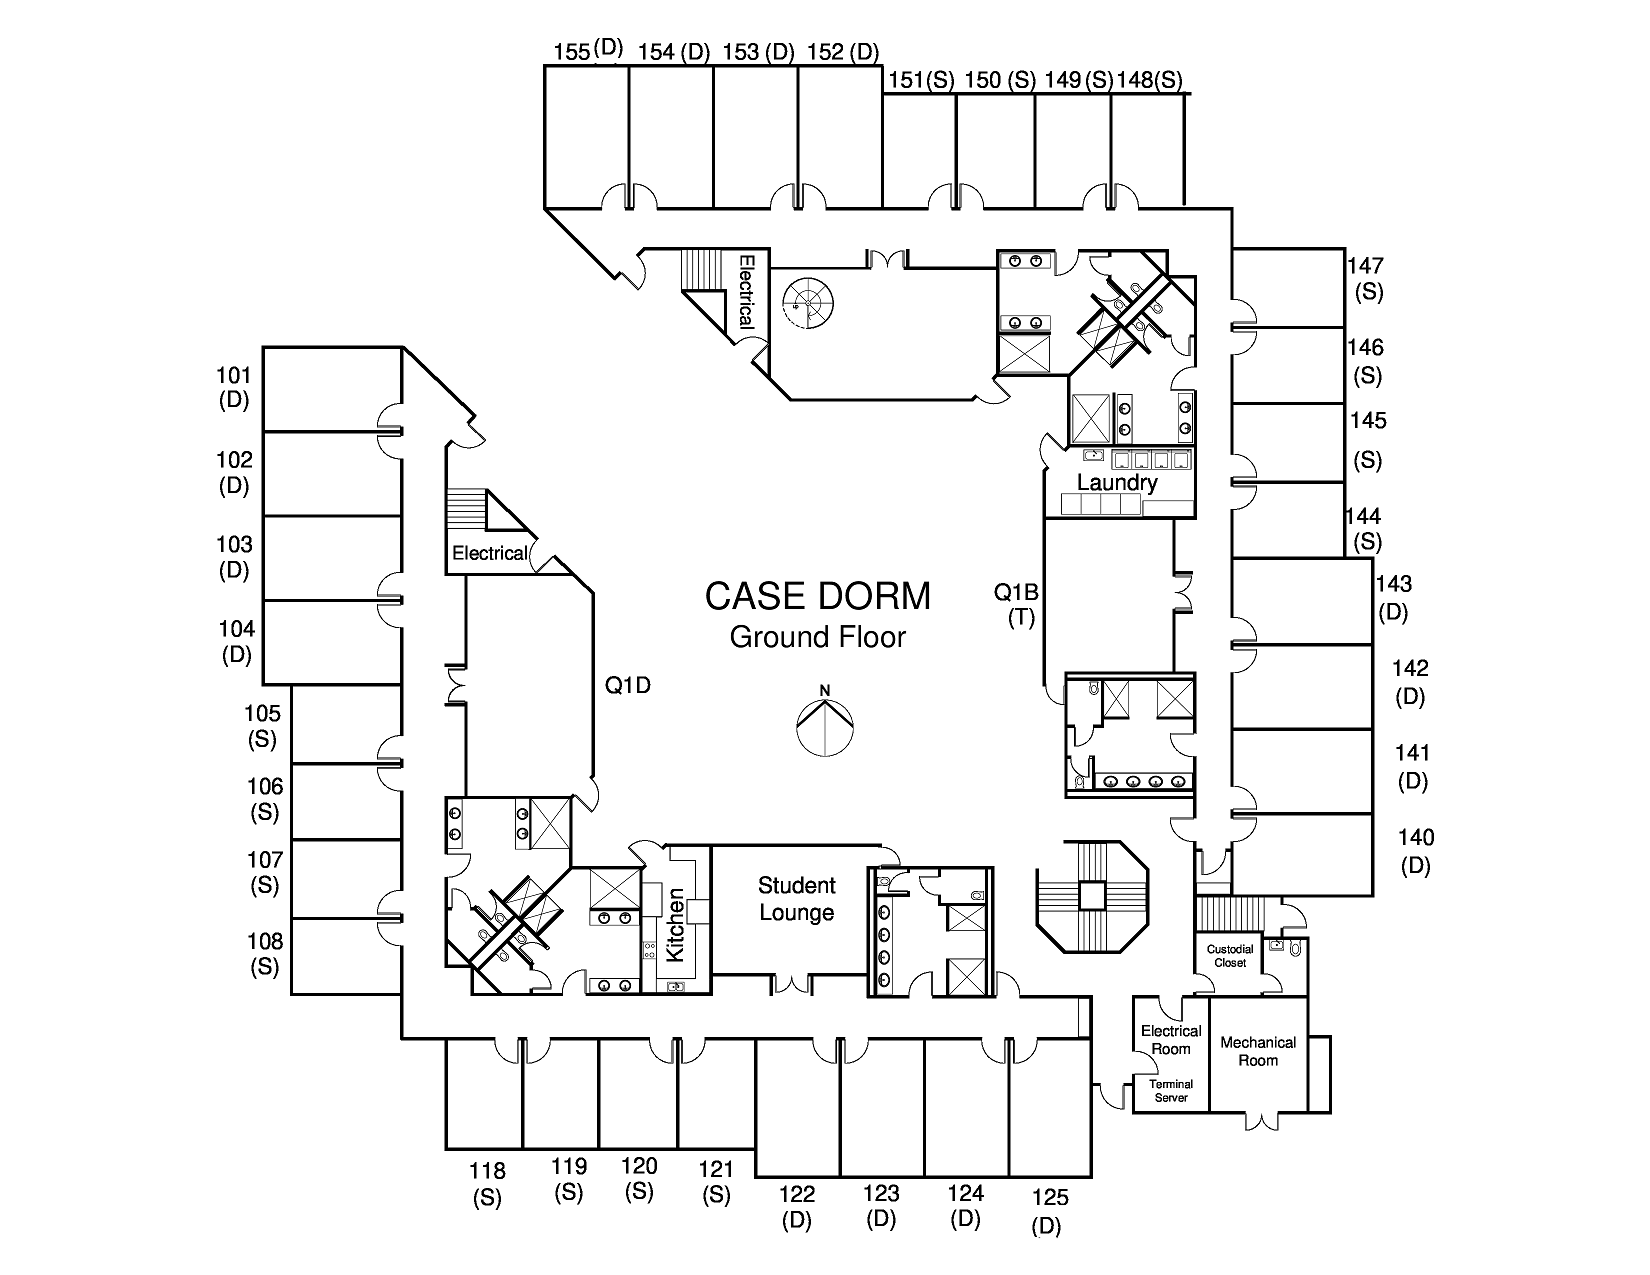 155 (D) 154 (D) 153 (D) 152 (D)
151(S) 150 (S) 149 (S) 148(S)
Electrical
147
(S)
146
(S)
145
(S)
144
(S)
101
(D)
102
(D)
103
(D)
104
(D)
105
(S)
106
(S)
107
(S)
108
(S)
Electrical
Laundry
CASE DORM
Ground Floor
N
Q1B
(T)
Q1D
143
(D)
142
(D)
141
(D)
140
(D)
Kitchen
Student
Lounge
Custodial
Closet
Electrical
Room
Terminal
Server
Mechanical
Room
118
(S)
119
(S)
120
(S)
121
(S)
122
(D)
123
(D)
124
(D)
125
(D)